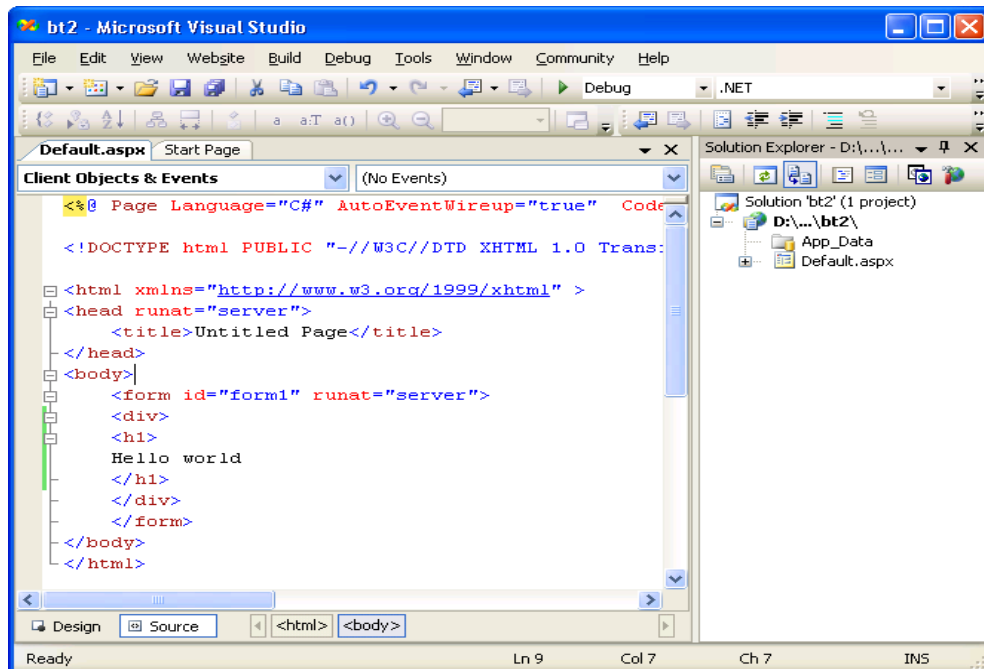 bt2 - Microsoft Visual Studio
File Edit View Website Build Debug Tools Window Community Help
Debug .NET
a a:T a()
Default.aspx Start Page
Client Objects & Events (No Events)
<%@ Page Language="C#" AutoEventWireup="true" Code
<!DOCTYPE html PUBLIC "-//W3C//DTD XHTML 1.0 Trans
<html xmlns="http://www.w3.org/1999/xhtml" >
<head runat="server">
<title>Untitled Page</title>
</head>
<body>
<form id="form1" runat="server">
<div>
<h1>
Hello world
</h1>
</div>
</form>
</body>
</html>
Design Source <html> <body>
Solution Explorer - D:\...\...
Solution 'bt2' (1 project)
D:\...\bt2\
App_Data
Default.aspx
Ready Ln 9 Col 7 Ch 7 INS